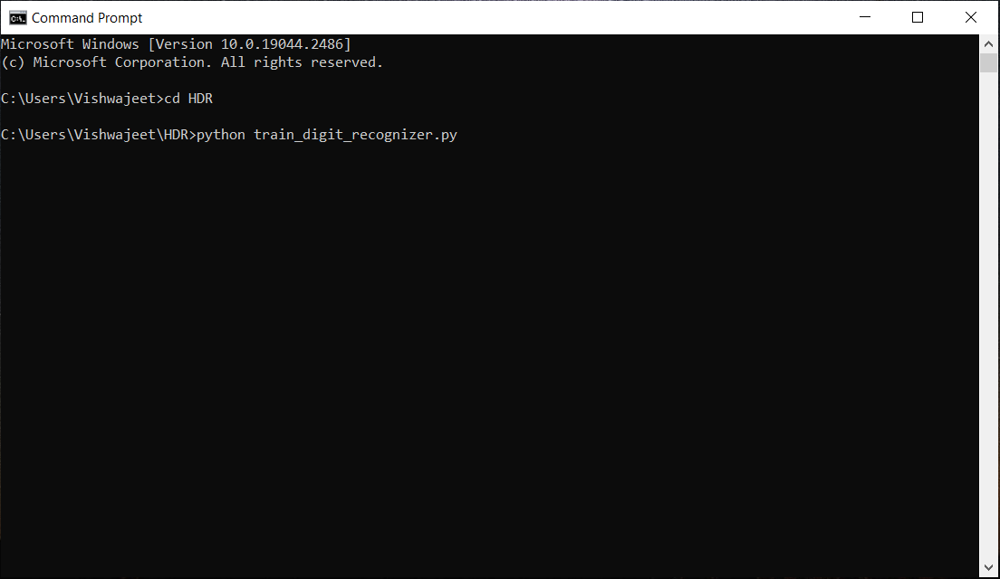 Command Prompt
Microsoft Windows [Version 10.0.19044.2486]
(c) Microsoft Corporation. All rights reserved.
C:\Users\Vishwajeet>cd HDR
C:\Users\Vishwajeet\HDR>python train_digit_recognizer.py